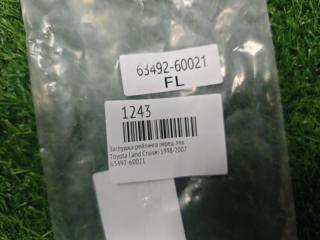 63492-60021
FL
1243
Заглушка рейлинга перед. лев.
Toyota Land Cruiser 1998-2007
63492-60021